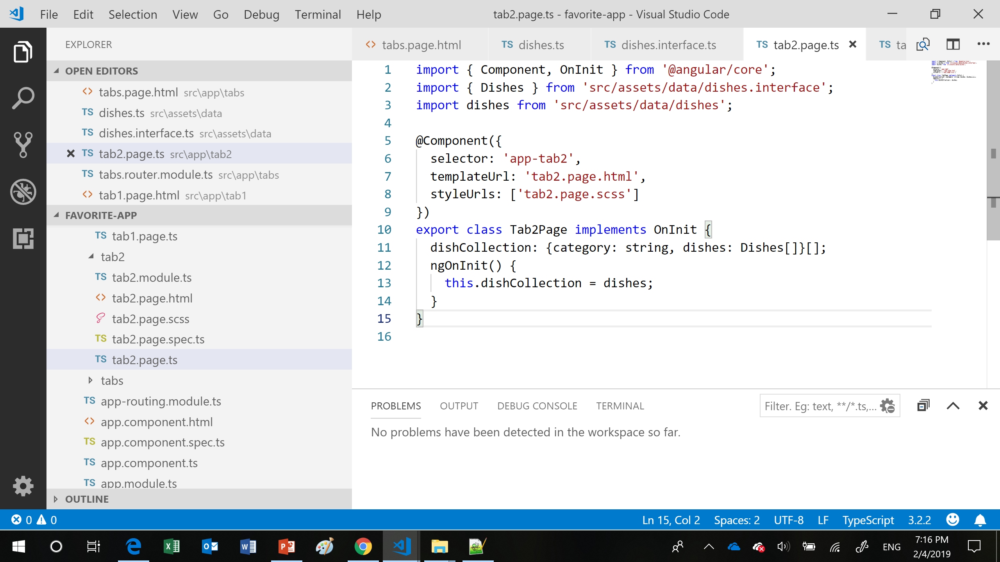 File Edit Selection View Go Debug Terminal Help
tab2.page.ts - favorite-app - Visual Studio Code
EXPLORER
OPEN EDITORS
<> tabs.page.html src\app\tabs
TS dishes.ts src\assets\data
TS dishes.interface.ts src\assets\data
TS tab2.page.ts src\app\tab2
TS tabs.router.module.ts src\app\tabs
<> tab1.page.html src\app\tab1
FAVORITE-APP
TS tab1.page.ts
tab2
TS tab2.module.ts
<> tab2.page.html
tab2.page.scss
TS tab2.page.spec.ts
TS tab2.page.ts
tabs
TS app-routing.module.ts
<> app.component.html
TS app.component.spec.ts
TS app.component.ts
TS app.module.ts
OUTLINE
<> tabs.page.html TS dishes.ts TS dishes.interface.ts TS tab2.page.ts TS ta
1 import { Component, OnInit } from '@angular/core';
2 import { Dishes } from 'src/assets/data/dishes.interface';
3 import dishes from 'src/assets/data/dishes';
4
5 @Component({
6 selector: 'app-tab2',
7 templateUrl: 'tab2.page.html',
8 styleUrls: ['tab2.page.scss']
9 })
10 export class Tab2Page implements OnInit {
11 dishCollection: {category: string, dishes: Dishes[]}[];
12 ngOnInit() {
13 this.dishCollection = dishes;
14 }
15 }
16
PROBLEMS OUTPUT DEBUG CONSOLE TERMINAL
Filter. Eg: text, **/*.ts,...
No problems have been detected in the workspace so far.
0 0
Ln 15, Col 2 Spaces: 2 UTF-8 LF TypeScript 3.2.2
ENG
7:16 PM
2/4/2019